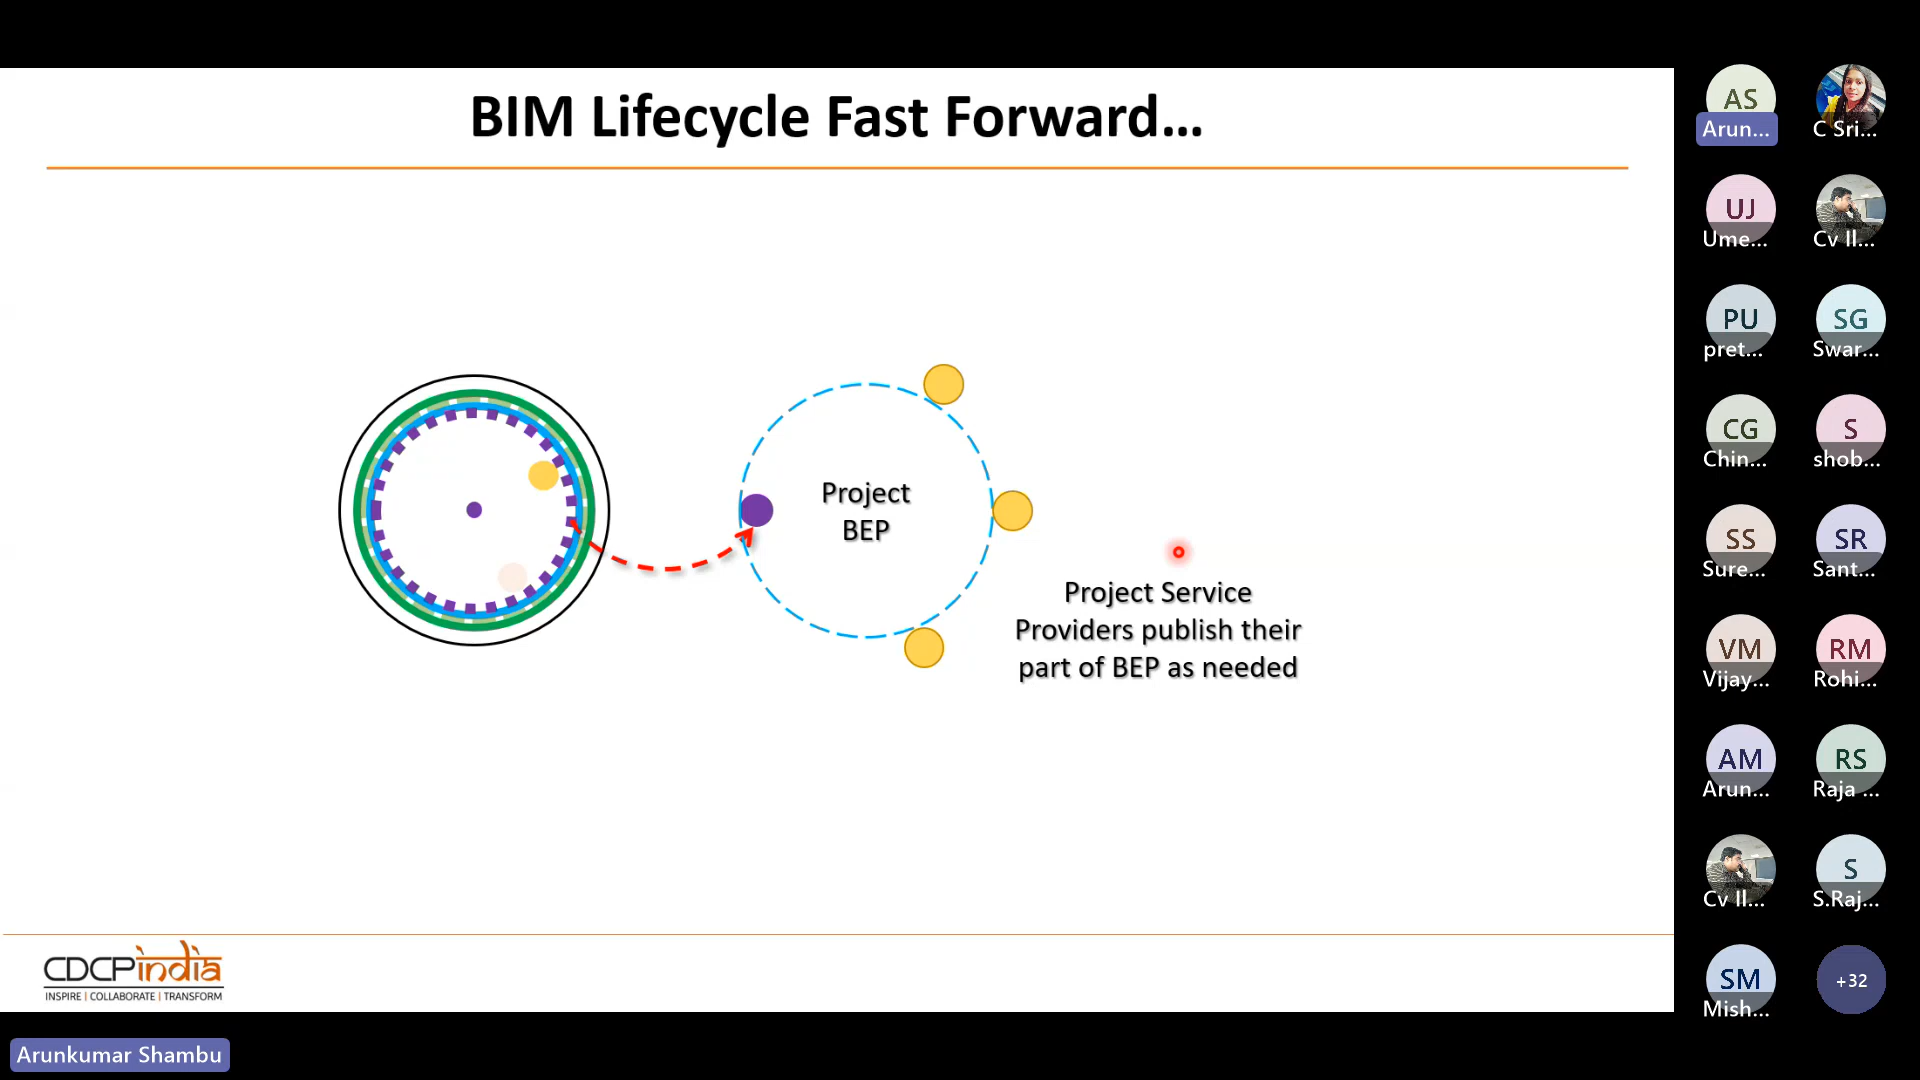 BIM Lifecycle Fast Forward...
Project
BEP
Project Service
Providers publish their
part of BEP as needed
CDCPindia
INSPIRE | COLLABORATE | TRANSFORM
Arunkumar Shambu
AS
Arun...
C Sri...
UJ
Ume...
Cv Il...
PU
pret...
SG
Swar...
CG
Chin...
S
shob...
SS
Sure...
SR
Sant...
VM
Vijay...
RM
Rohi...
AM
Arun...
RS
Raja ...
Cv Il...
S
S.Raj...
SM
Mish...
+32